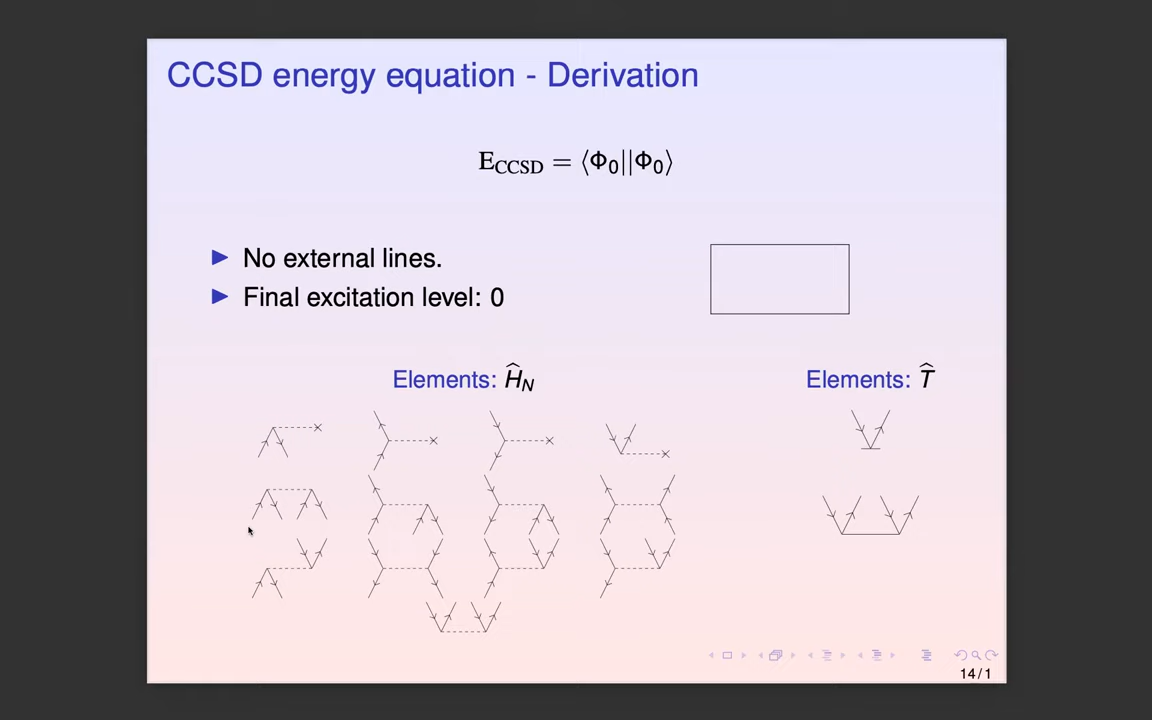 CCSD energy equation - Derivation
E_CCSD = ⟨Φ₀||Φ₀⟩
► No external lines.
► Final excitation level: 0
Elements: Ĥ_N
Elements: T̂
14/1